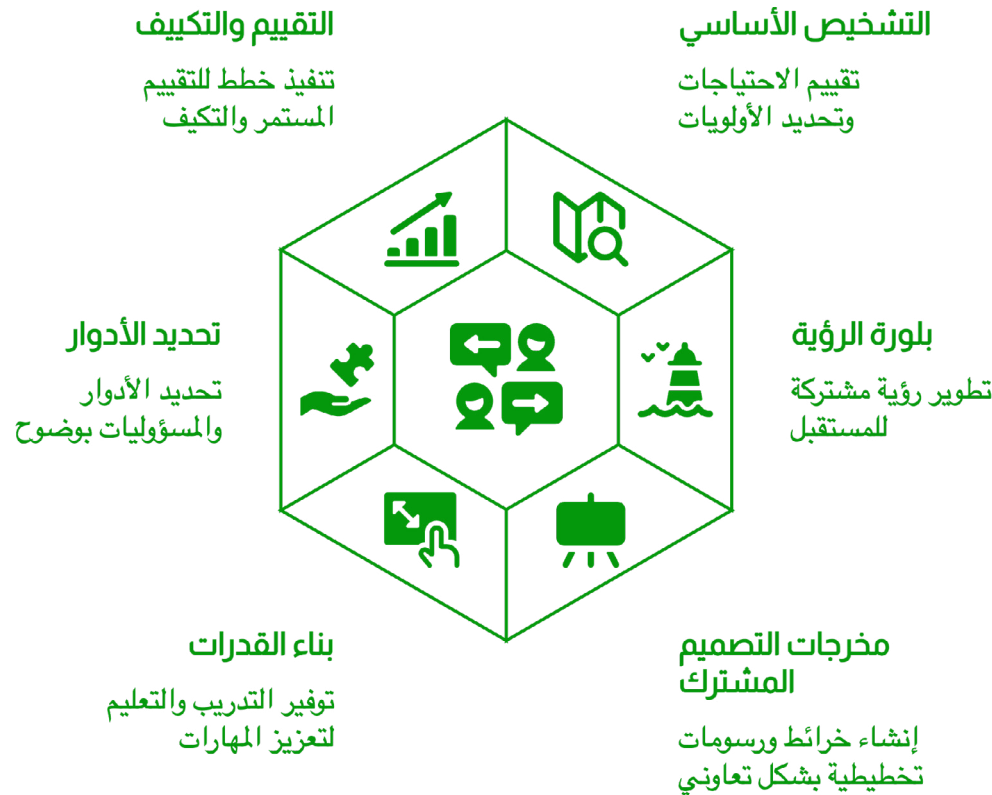 التشخيص الأساسي
تقييم الاحتياجات
وتحديد الأولويات
بلورة الرؤية
تطوير رؤية مشتركة
للمستقبل
مخرجات التصميم
المشترك
إنشاء خرائط ورسومات
تخطيطية بشكل تعاوني
بناء القدرات
توفير التدريب والتعليم
لتعزيز المهارات
تحديد الأدوار
تحديد الأدوار
والمسؤوليات بوضوح
التقييم والتكييف
تنفيذ خطط للتقييم
المستمر والتكيف